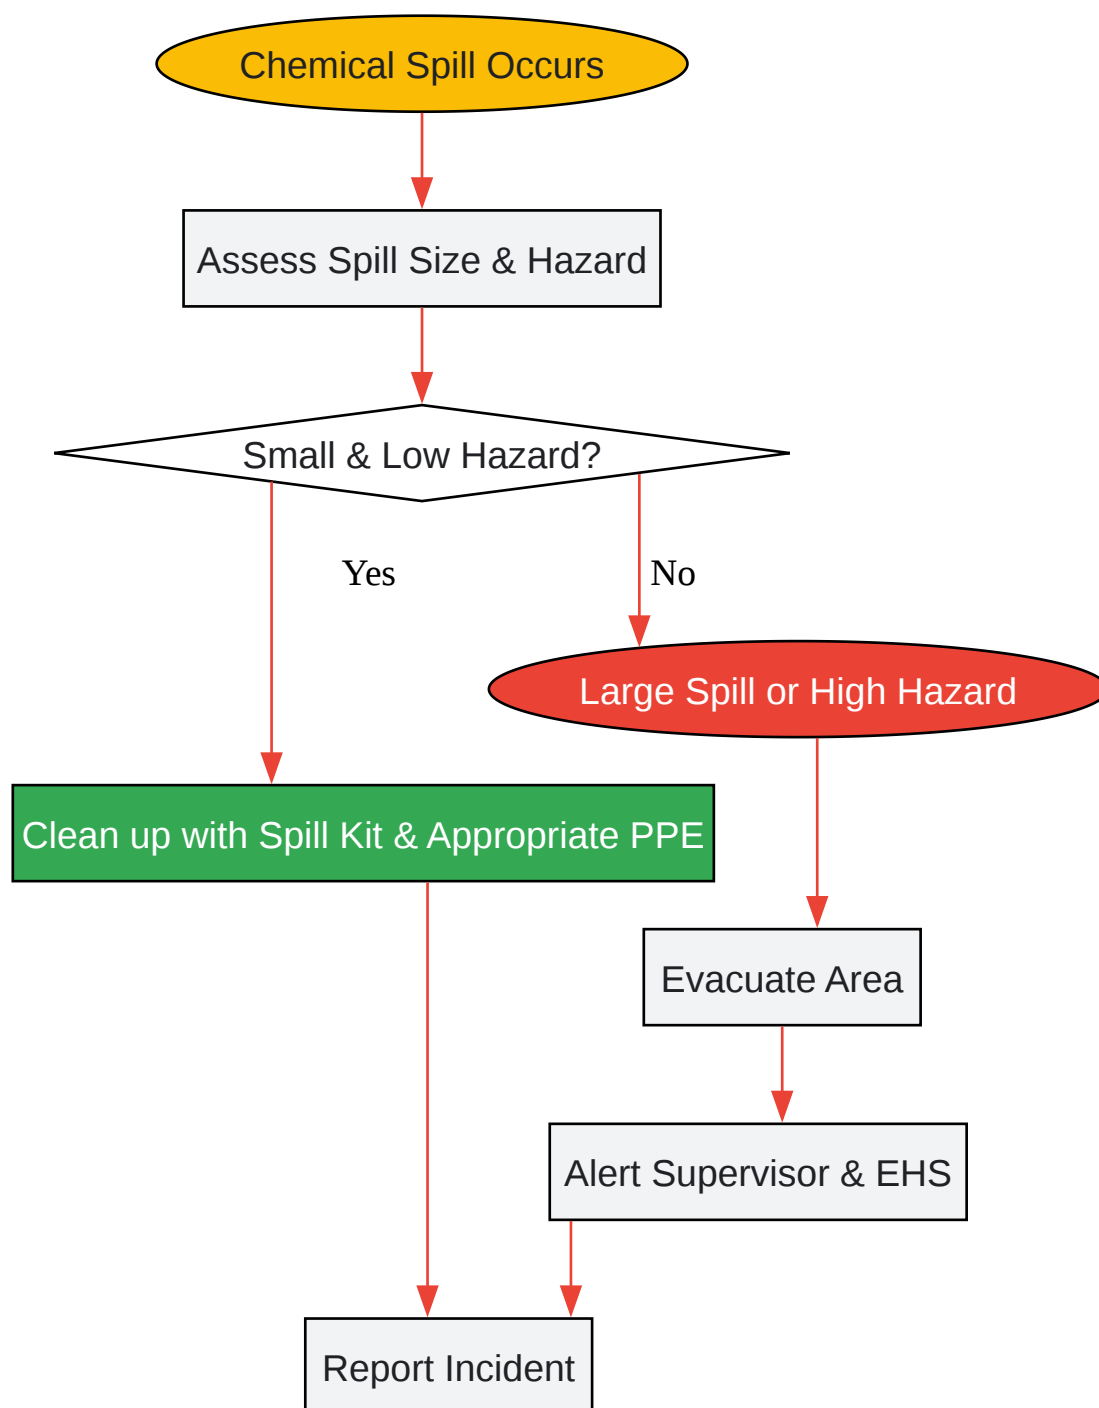 Chemical Spill Occurs
Assess Spill Size & Hazard
Small & Low Hazard?
Yes
No
Large Spill or High Hazard
Clean up with Spill Kit & Appropriate PPE
Evacuate Area
Alert Supervisor & EHS
Report Incident